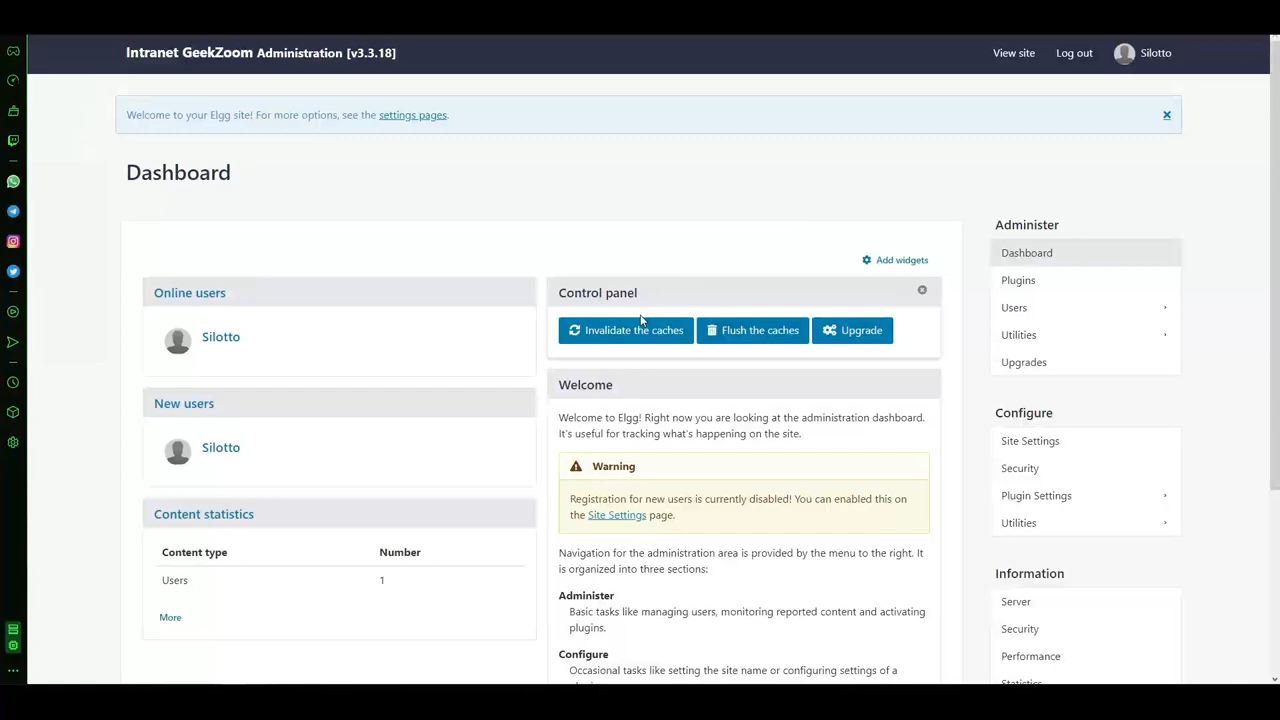 Intranet GeekZoom Administration [v3.3.18]
View site
Log out
Silotto
Welcome to your Elgg site! For more options, see the settings pages.
Dashboard
Add widgets
Online users
Silotto
New users
Silotto
Content statistics
Content type Number
Users 1
More
Control panel
Invalidate the caches
Flush the caches
Upgrade
Welcome
Welcome to Elgg! Right now you are looking at the administration dashboard.
It's useful for tracking what's happening on the site.
Warning
Registration for new users is currently disabled! You can enabled this on
the Site Settings page.
Navigation for the administration area is provided by the menu to the right. It
is organized into three sections:
Administer
Basic tasks like managing users, monitoring reported content and activating
plugins.
Configure
Occasional tasks like setting the site name or configuring settings of a
Administer
Dashboard
Plugins
Users
Utilities
Upgrades
Configure
Site Settings
Security
Plugin Settings
Utilities
Information
Server
Security
Performance
Statistics